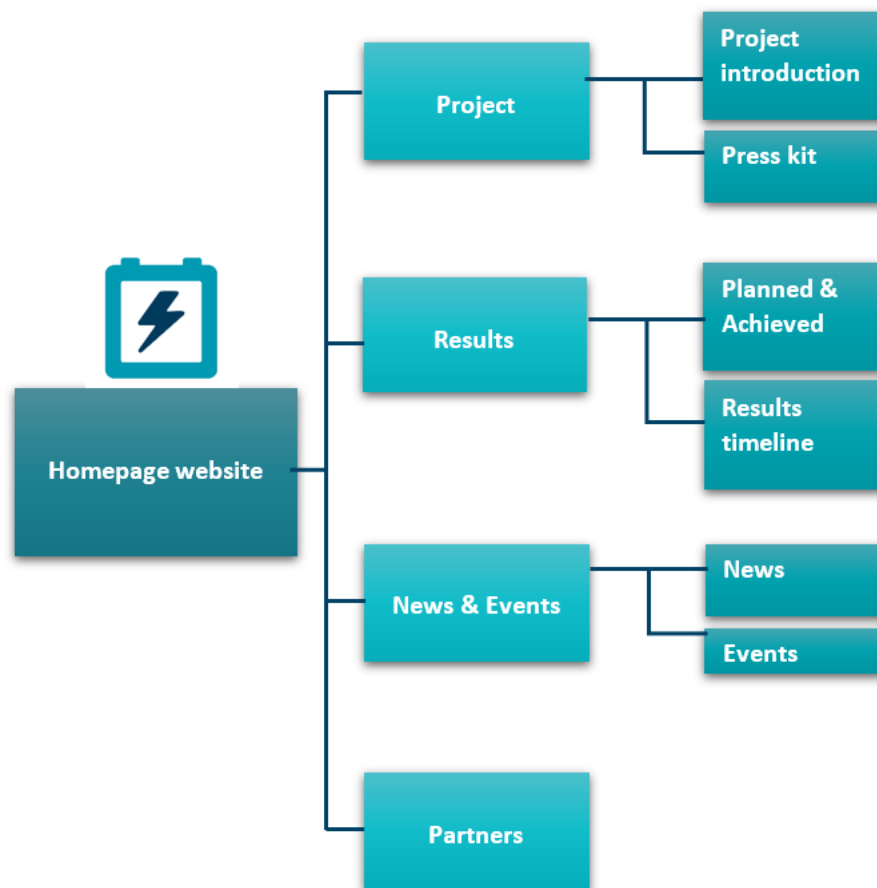 Homepage website
Project
Project
introduction
Press kit
Results
Planned &
Achieved
Results
timeline
News & Events
News
Events
Partners